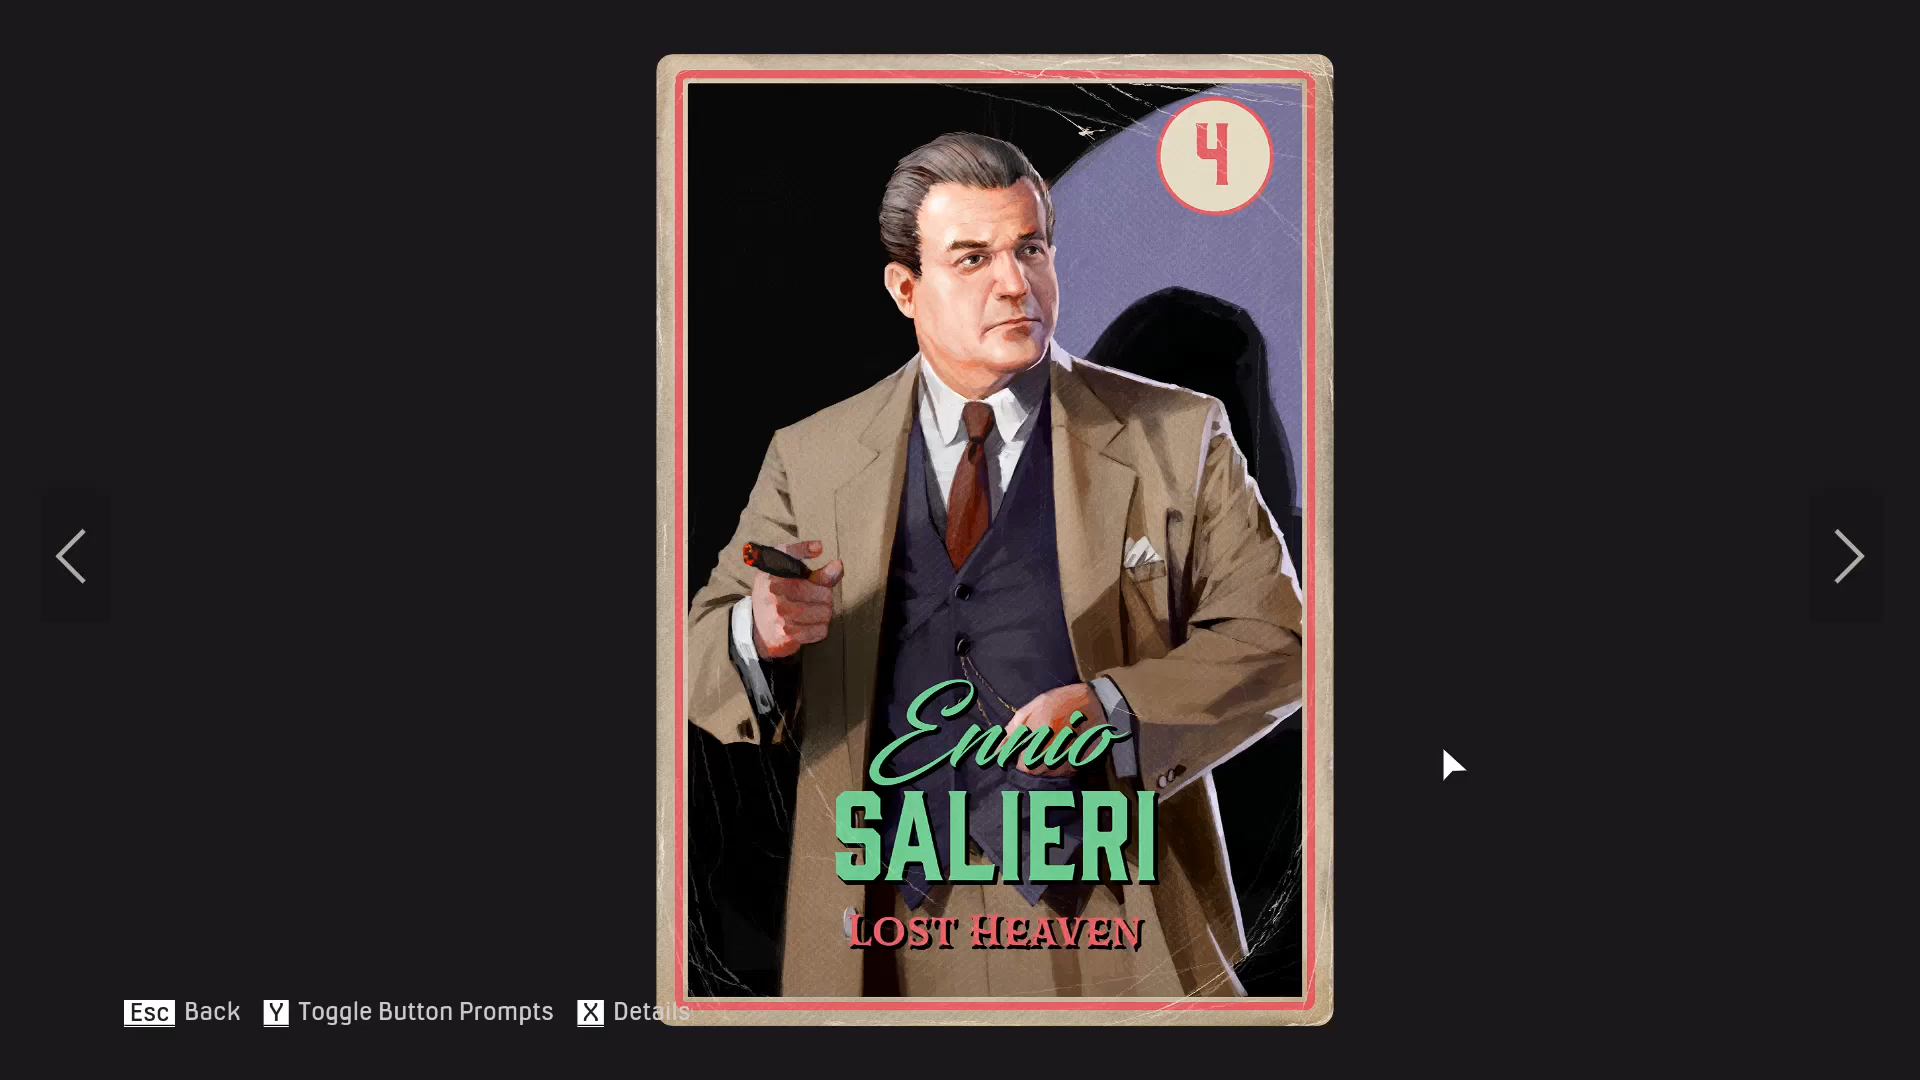 4
Ennio
SALIERI
LOST HEAVEN
Esc Back Y Toggle Button Prompts X Details